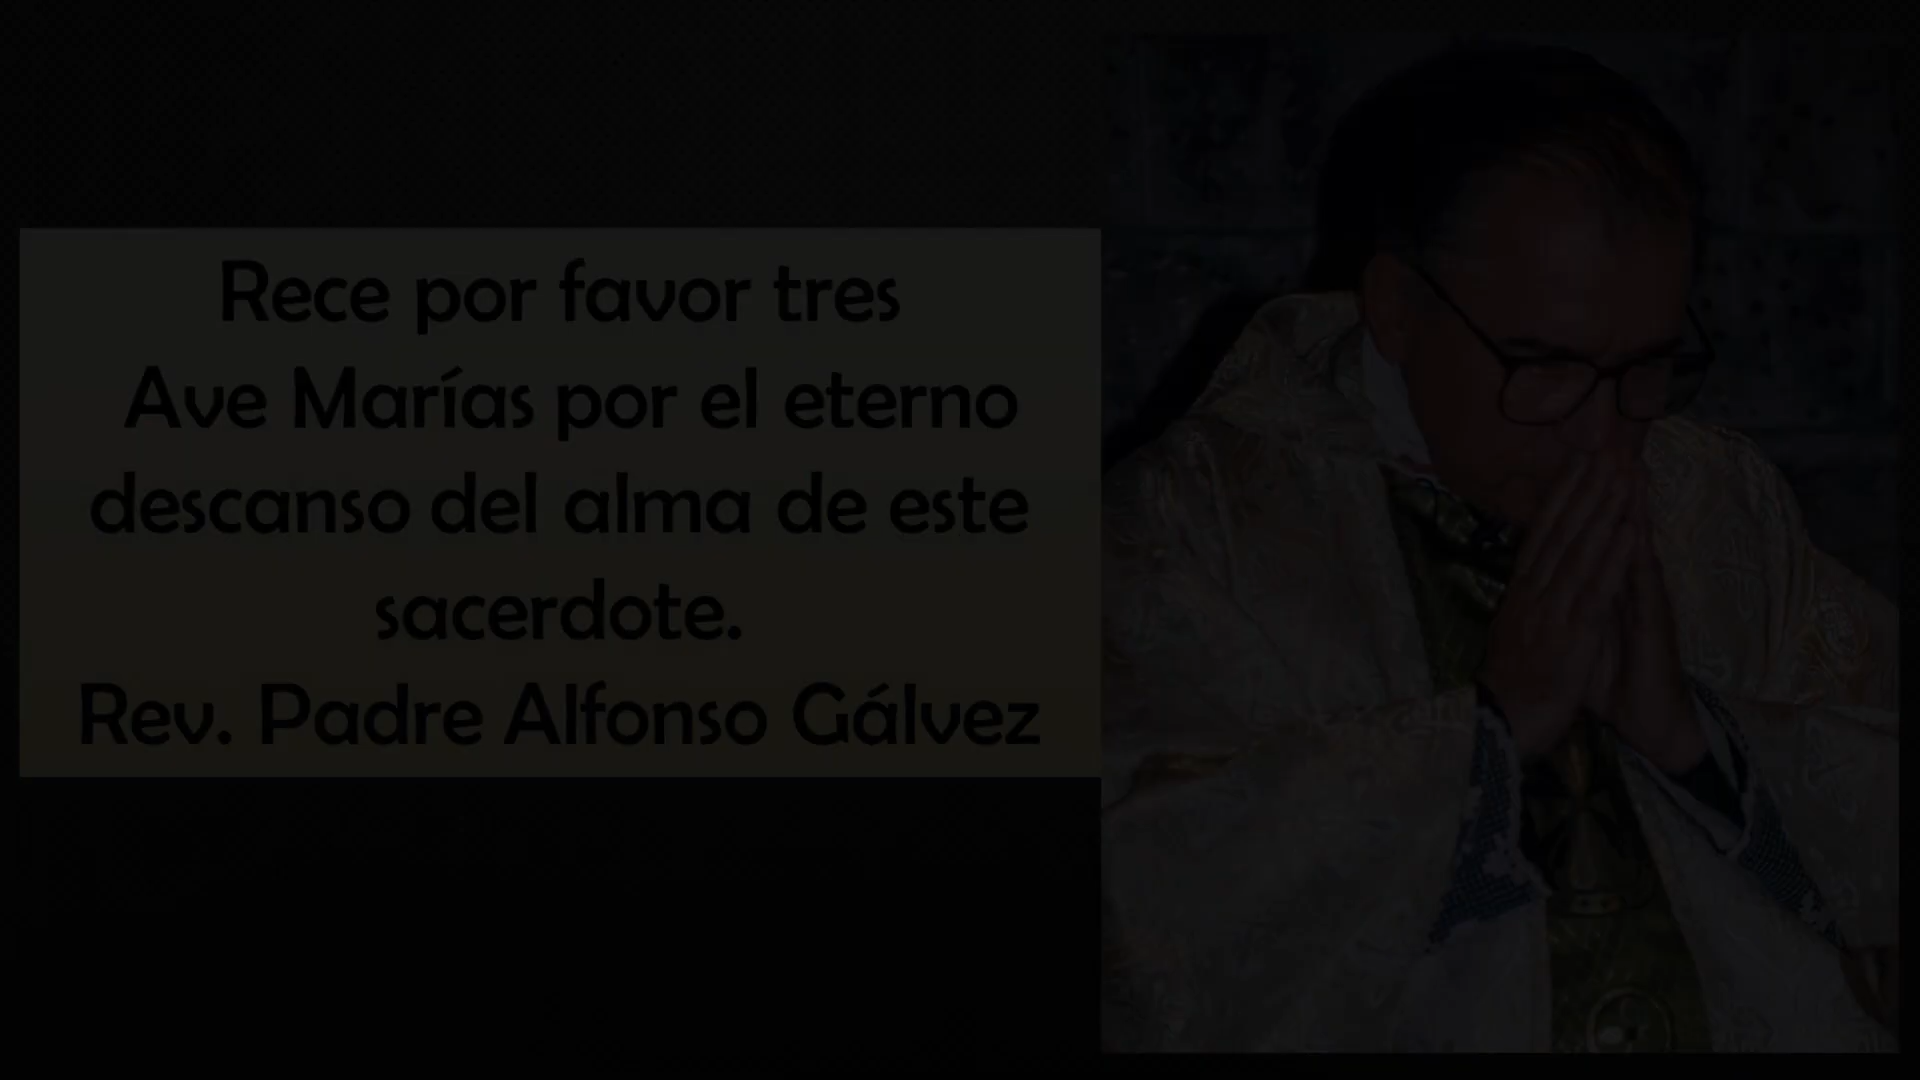 Rece por favor tres
Ave Marías por el eterno
descanso del alma de este
sacerdote.
Rev. Padre Alfonso Gálvez